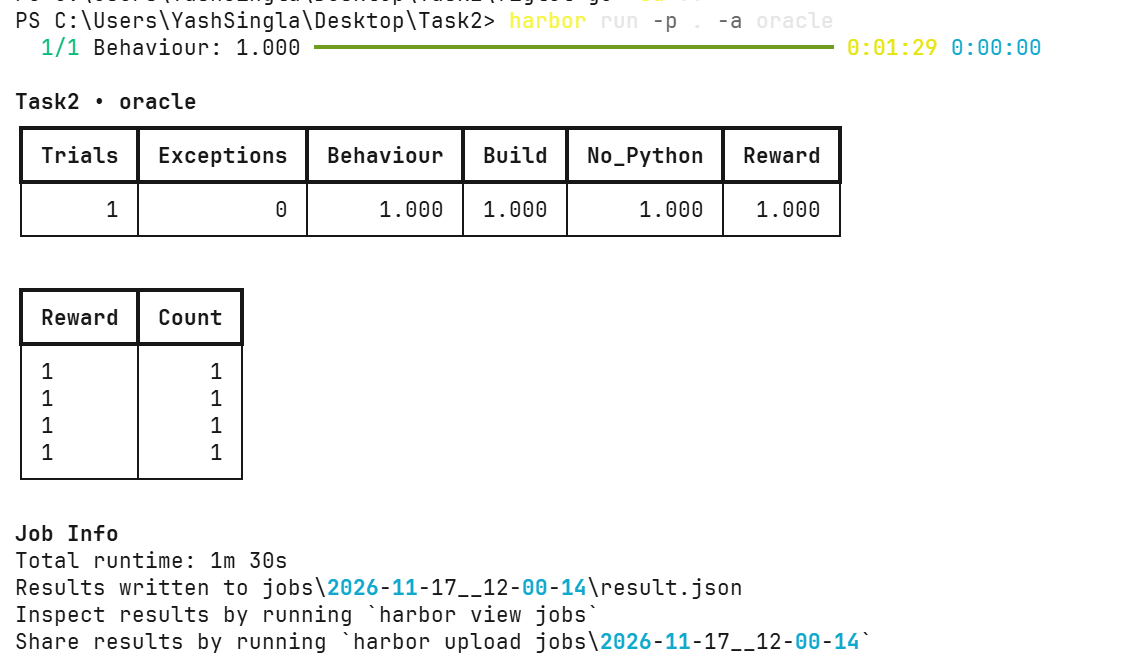 PS C:\Users\YashSingla\Desktop\Task2> harbor run -p . -a oracle
1/1 Behaviour: 1.000 0:01:29 0:00:00
Task2 • oracle
Trials Exceptions Behaviour Build No_Python Reward
1 0 1.000 1.000 1.000 1.000
Reward Count
1 1
1 1
1 1
1 1
Job Info
Total runtime: 1m 30s
Results written to jobs\2026-11-17__12-00-14\result.json
Inspect results by running `harbor view jobs`
Share results by running `harbor upload jobs\2026-11-17__12-00-14`